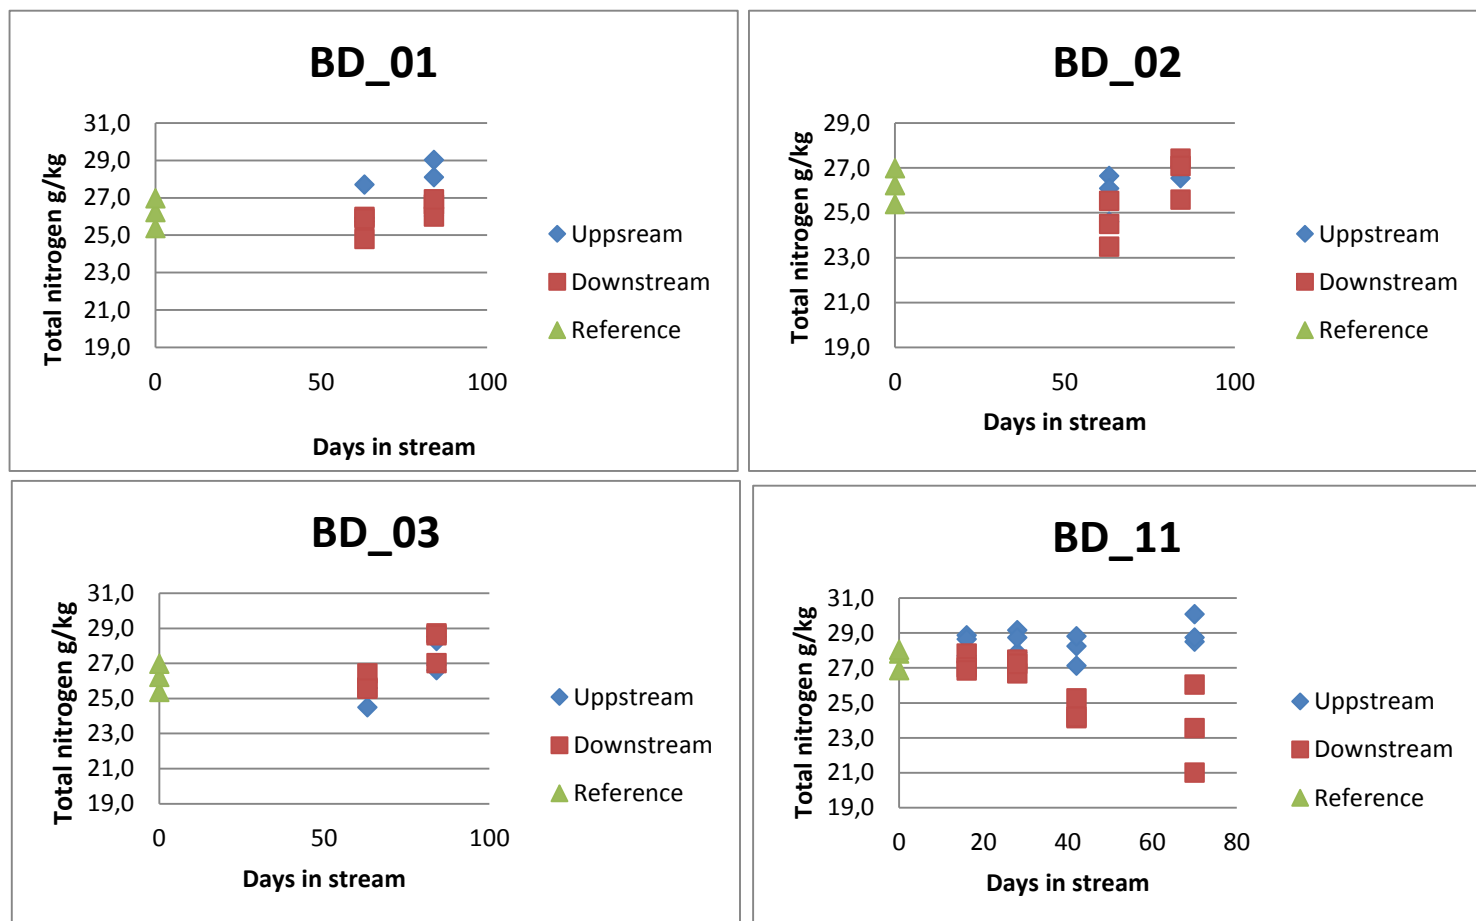 BD_01
Total nitrogen g/kg
31,0
29,0
27,0
25,0
23,0
21,0
19,0
0 50 100
Days in stream
Uppsream
Downstream
Reference
BD_02
Total nitrogen g/kg
29,0
27,0
25,0
23,0
21,0
19,0
0 50 100
Days in stream
Uppstream
Downstream
Reference
BD_03
Total nitrogen g/kg
31,0
29,0
27,0
25,0
23,0
21,0
19,0
0 50 100
Days in stream
Uppstream
Downstream
Reference
BD_11
Total nitrogen g/kg
31,0
29,0
27,0
25,0
23,0
21,0
19,0
0 20 40 60 80
Days in stream
Uppstream
Downstream
Reference